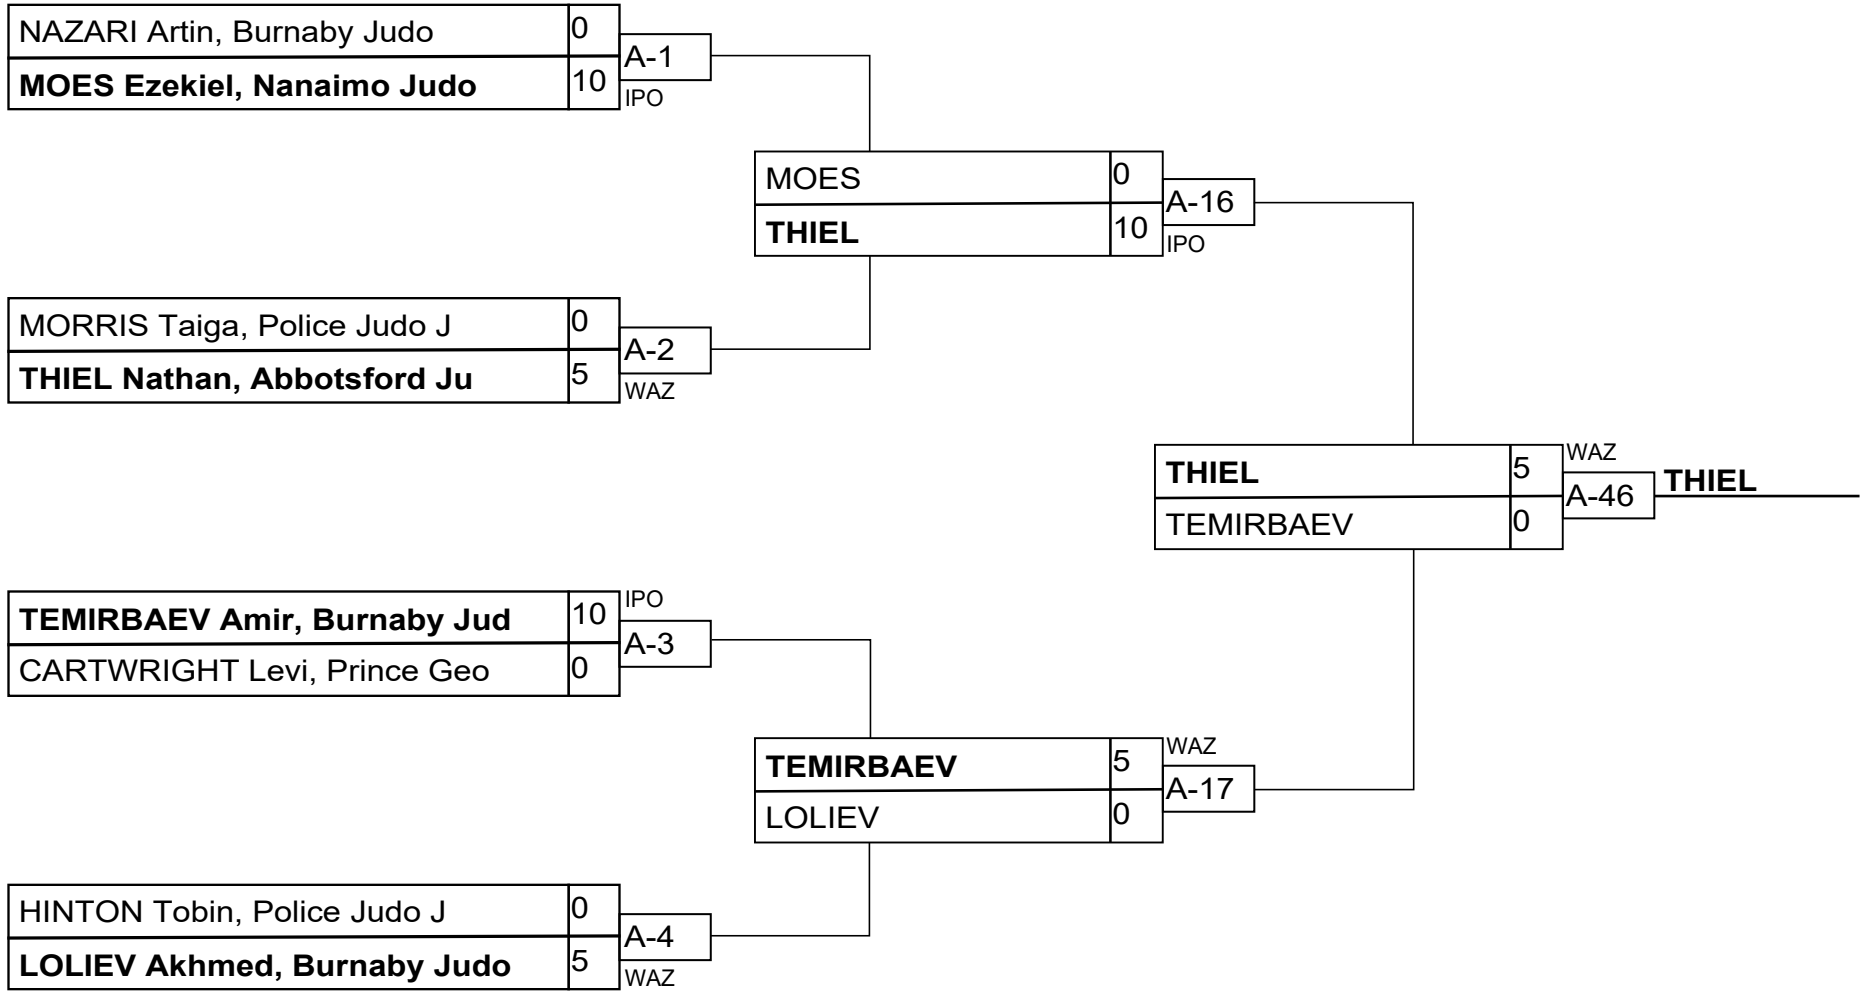 NAZARI Artin, Burnaby Judo 0
A-1
MOES Ezekiel, Nanaimo Judo 10
IPO
MOES 0
A-16
THIEL 10
IPO
MORRIS Taiga, Police Judo J 0
A-2
THIEL Nathan, Abbotsford Ju 5
WAZ
WAZ
THIEL 5
A-46 THIEL
TEMIRBAEV 0
IPO
TEMIRBAEV Amir, Burnaby Jud 10
A-3
CARTWRIGHT Levi, Prince Geo 0
WAZ
TEMIRBAEV 5
A-17
LOLIEV 0
HINTON Tobin, Police Judo J 0
A-4
LOLIEV Akhmed, Burnaby Judo 5
WAZ